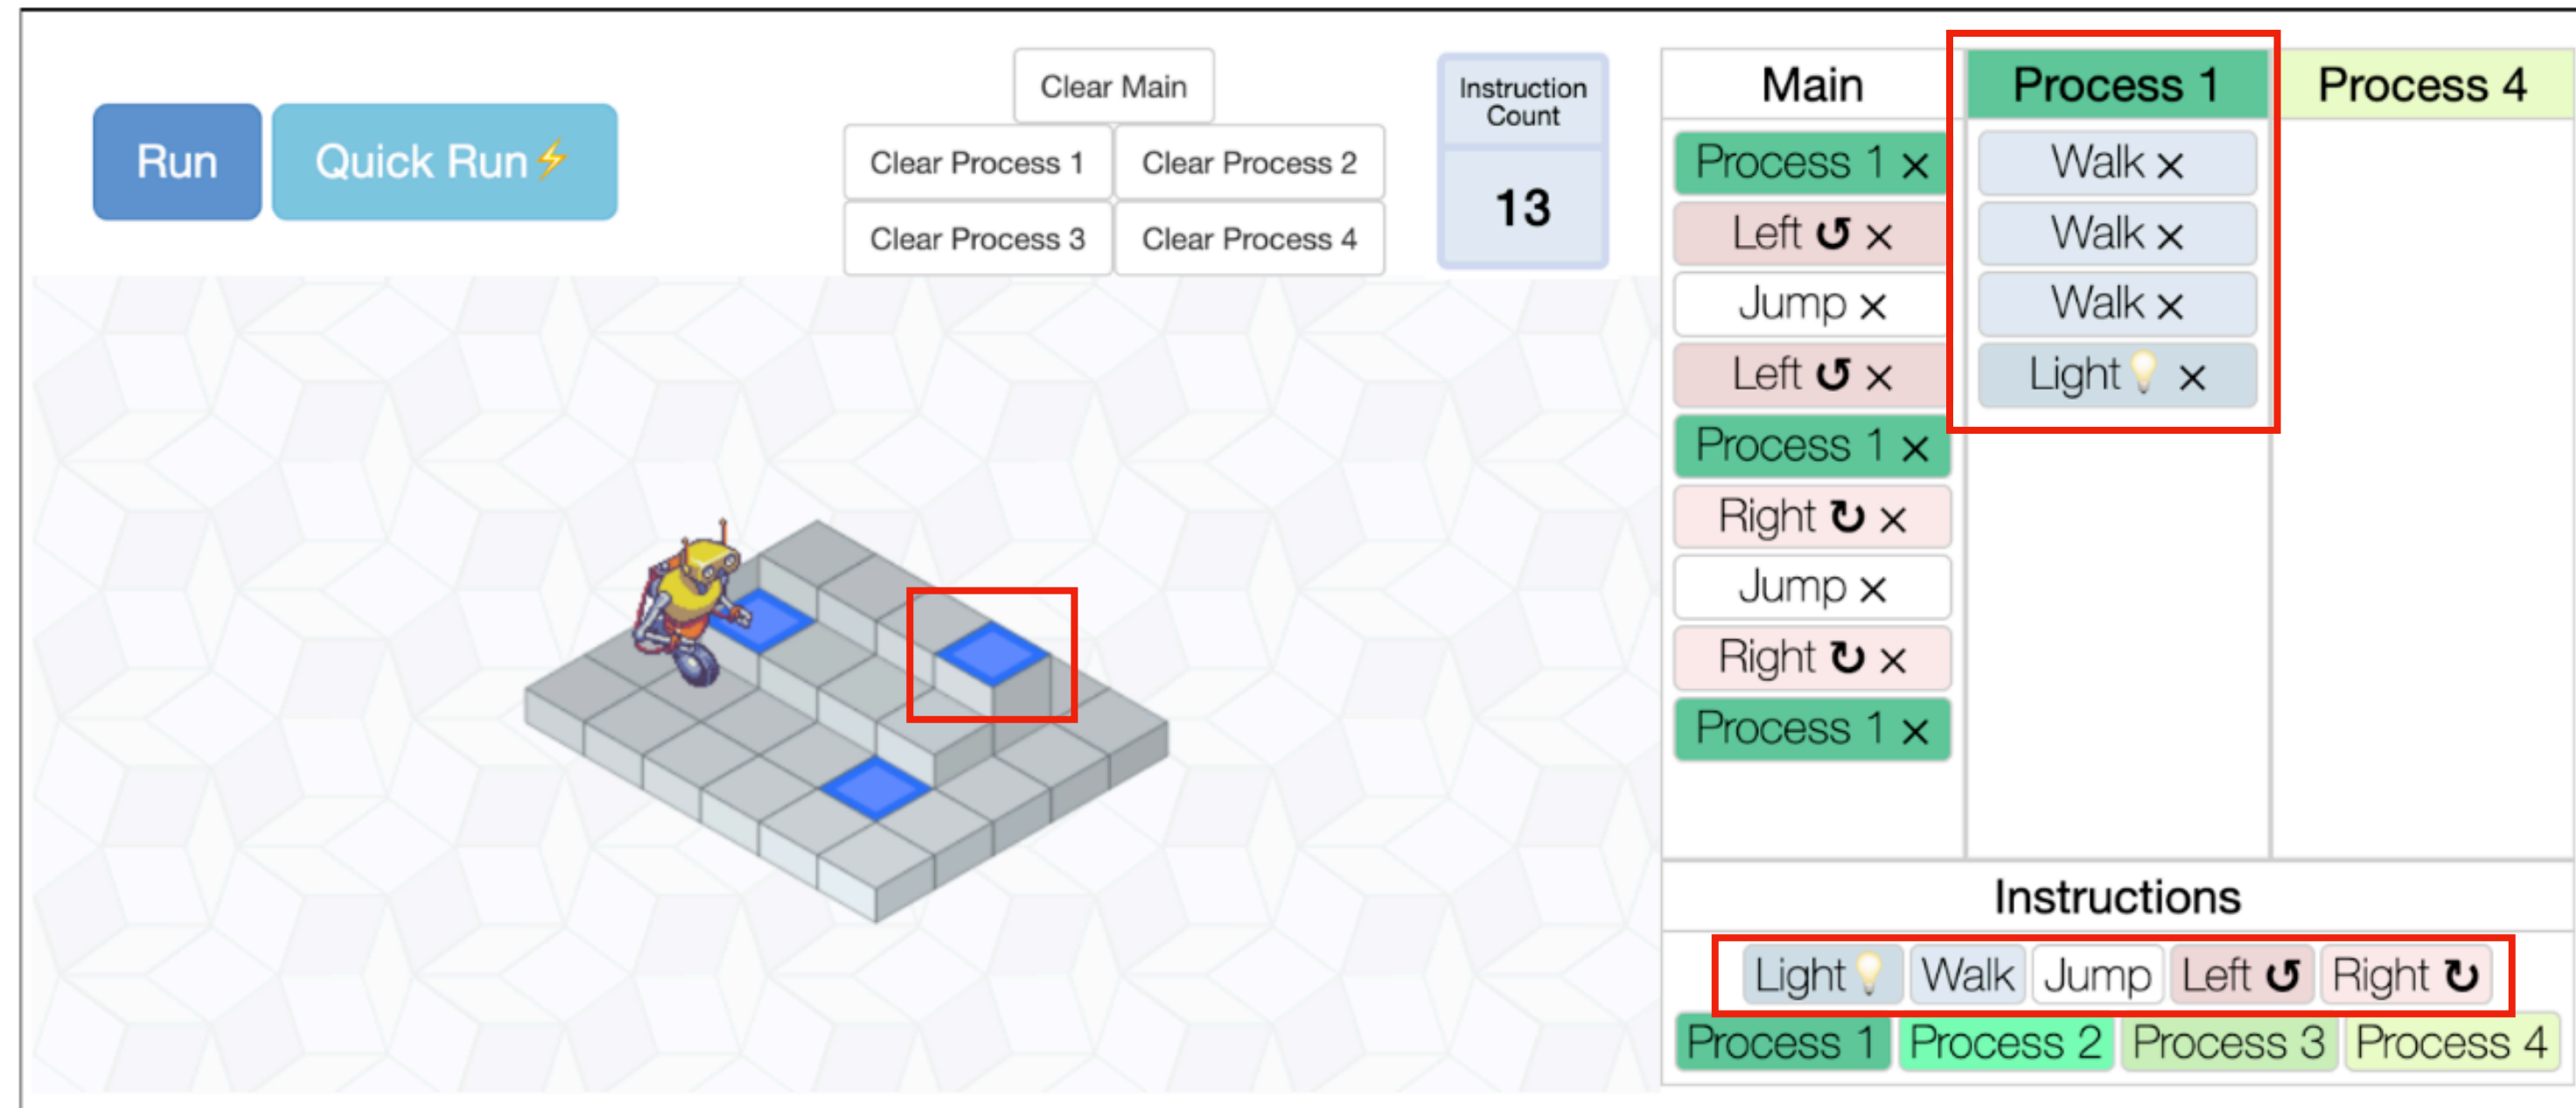 Run
Quick Run⚡
Clear Main
Clear Process 1
Clear Process 2
Clear Process 3
Clear Process 4
Instruction
Count
13
Main
Process 1 ×
Left ↺ ×
Jump ×
Left ↺ ×
Process 1 ×
Right ↻ ×
Jump ×
Right ↻ ×
Process 1 ×
Process 1
Walk ×
Walk ×
Walk ×
Light💡 ×
Process 4
Instructions
Light💡 Walk Jump Left ↺ Right ↻
Process 1 Process 2 Process 3 Process 4